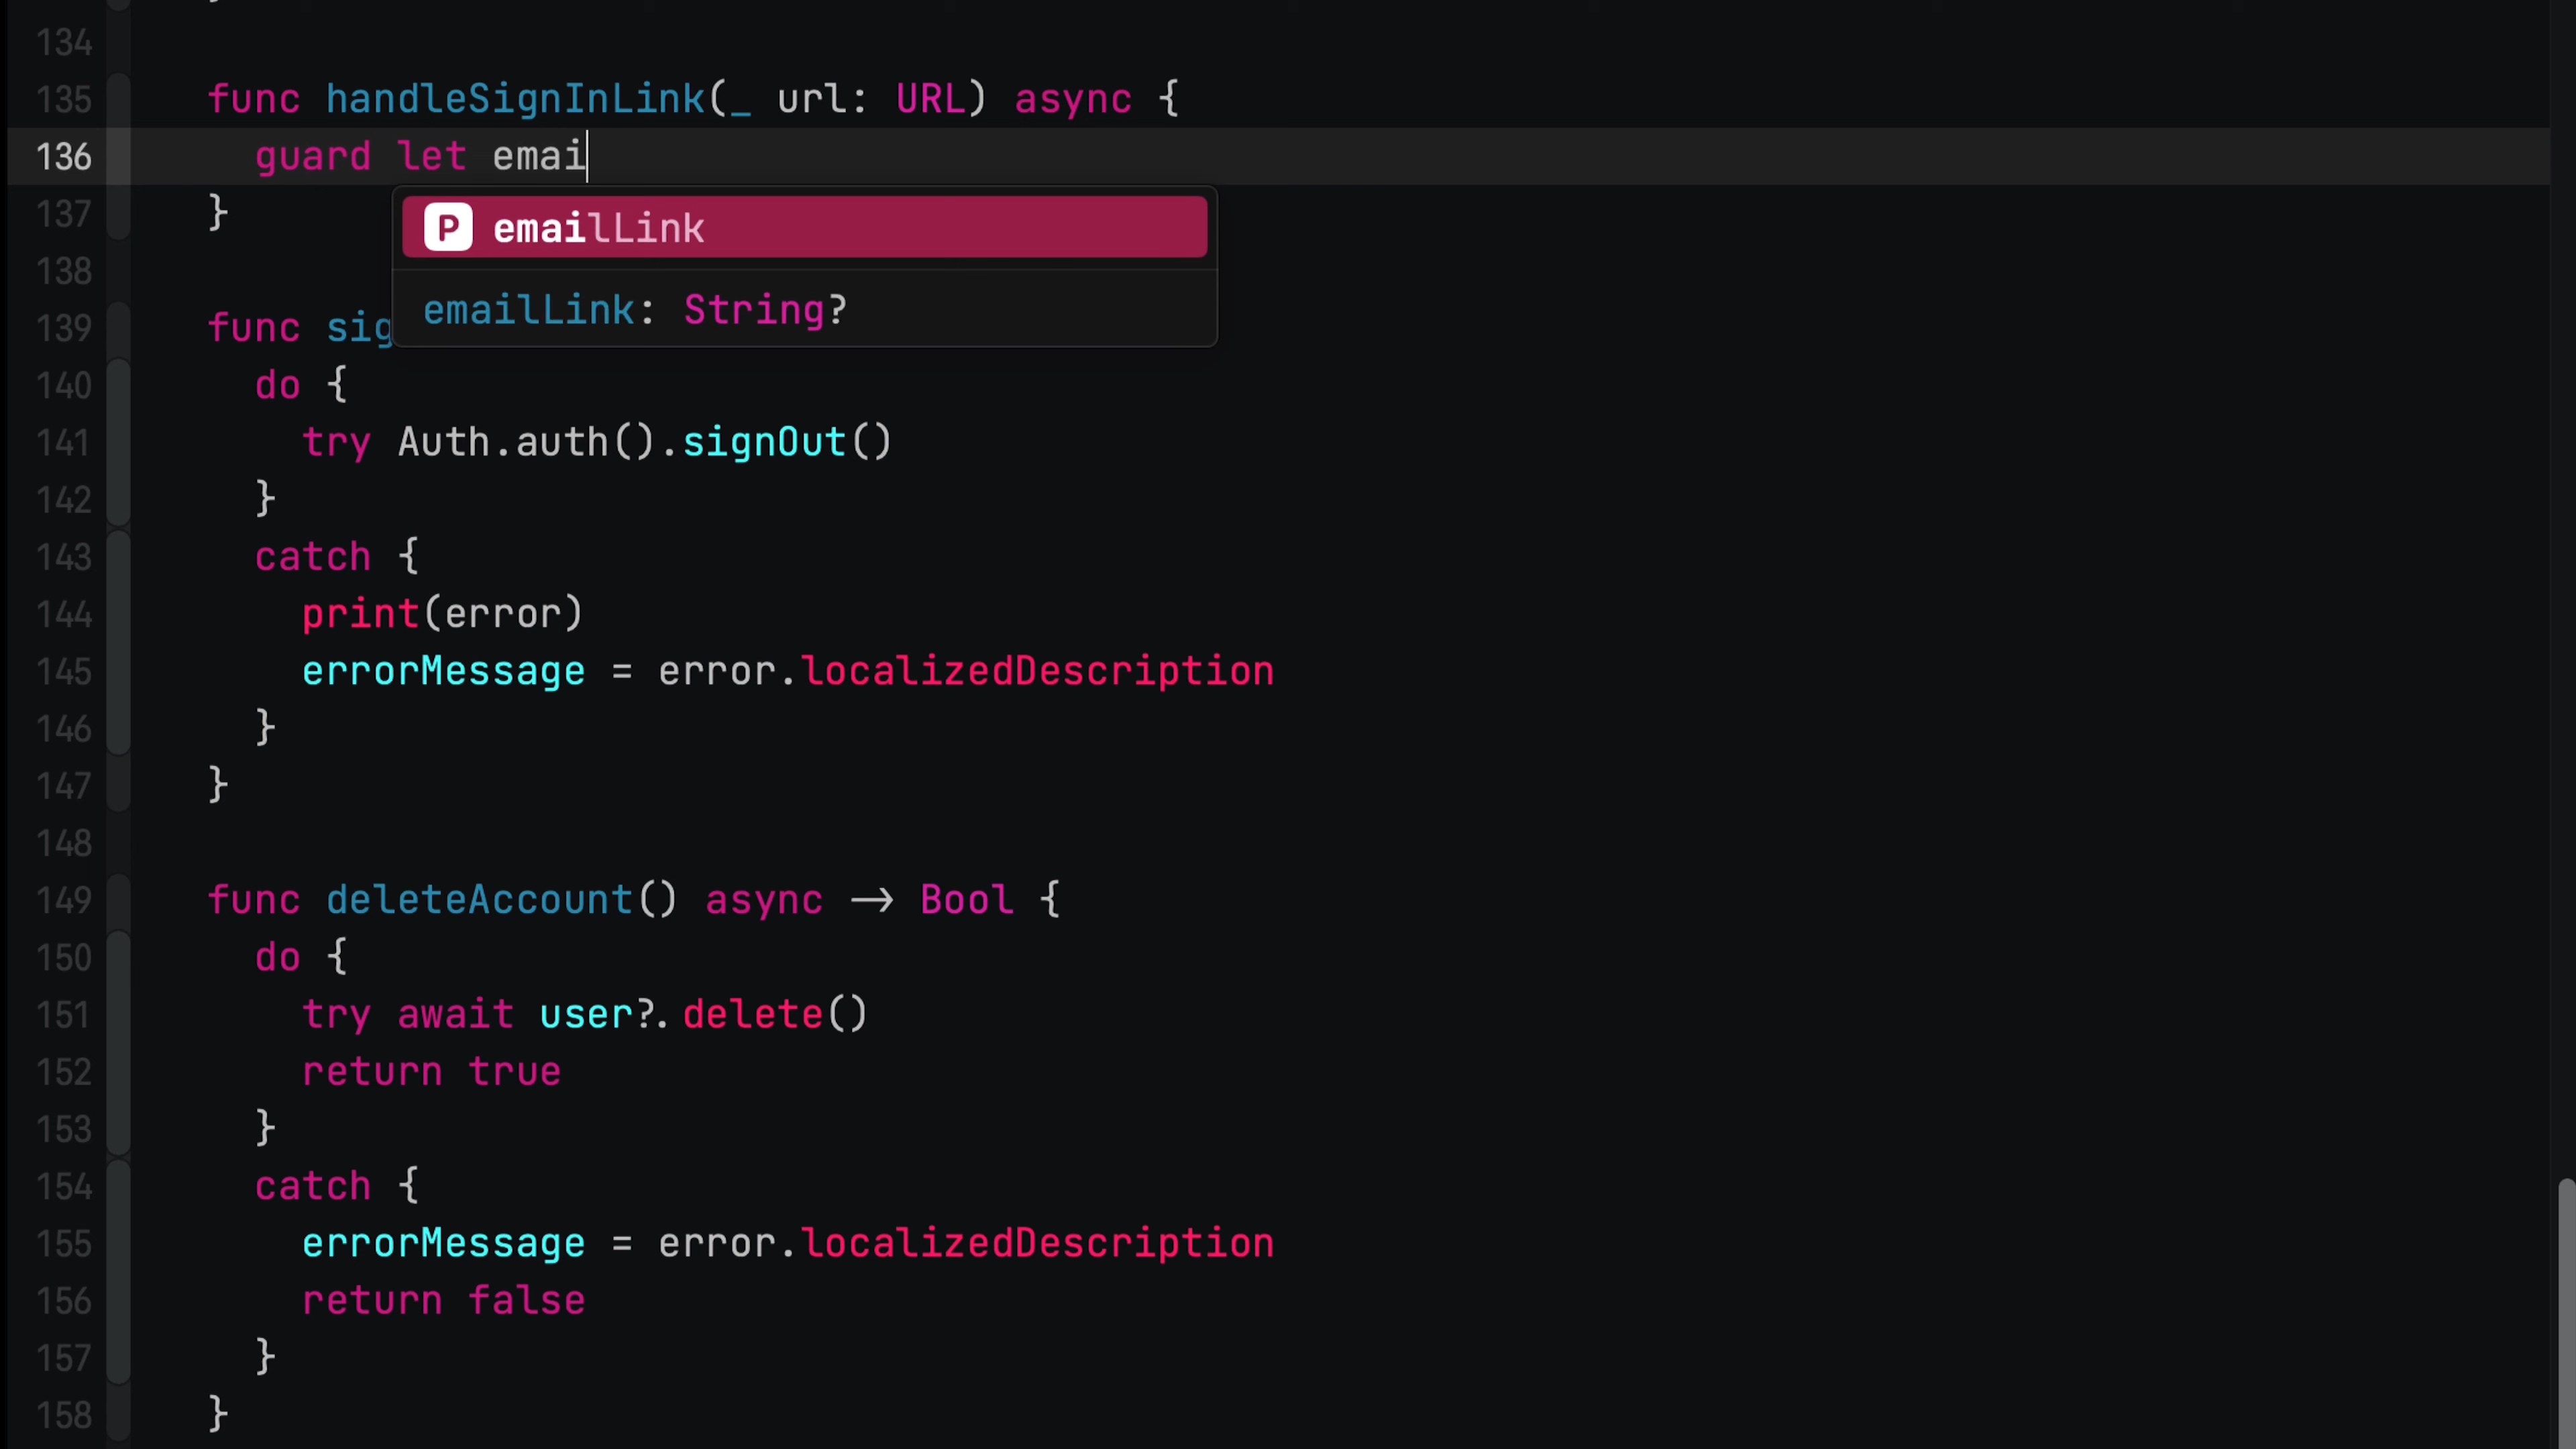 134
135 func handleSignInLink(_ url: URL) async {
136 guard let emai
P emailLink
137 }
138
emailLink: String?
139 func sig
140 do {
141 try Auth.auth().signOut()
142 }
143 catch {
144 print(error)
145 errorMessage = error.localizedDescription
146 }
147 }
148
149 func deleteAccount() async -> Bool {
150 do {
151 try await user?.delete()
152 return true
153 }
154 catch {
155 errorMessage = error.localizedDescription
156 return false
157 }
158 }